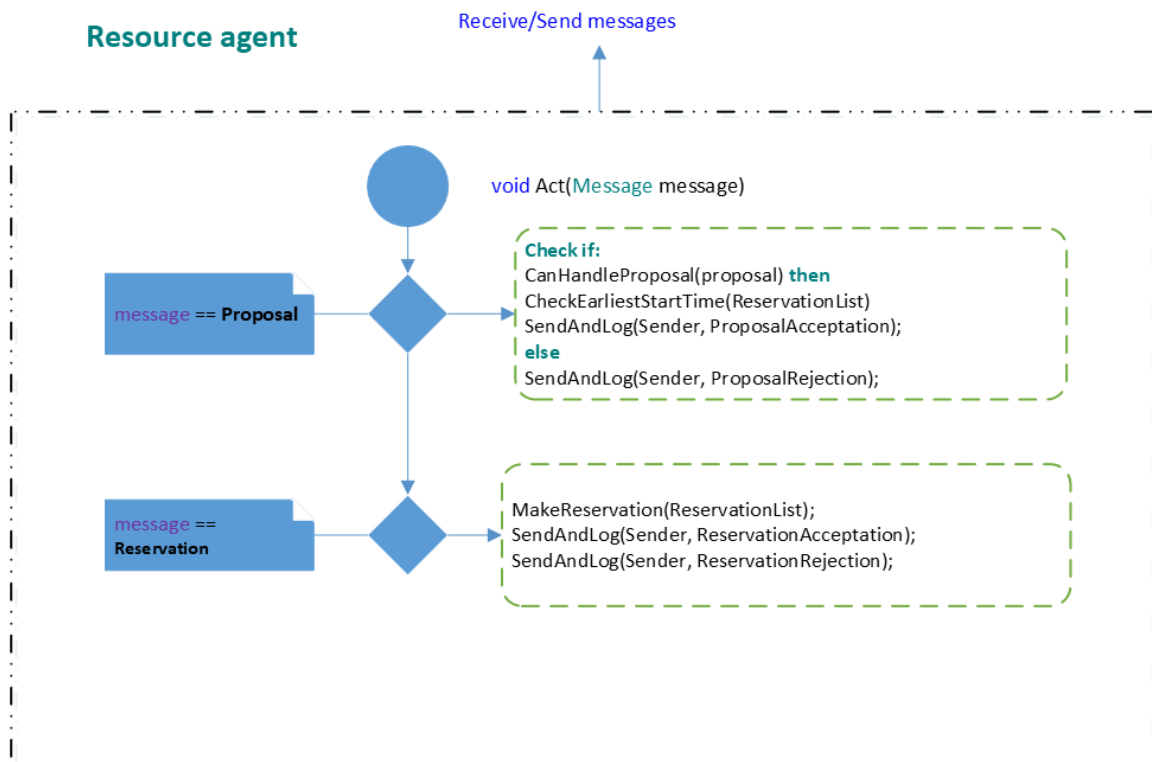 Receive/Send messages
Resource agent
void Act(Message message)
Check if:
CanHandleProposal(proposal) then
CheckEarliestStartTime(ReservationList)
SendAndLog(Sender, ProposalAcceptation);
else
SendAndLog(Sender, ProposalRejection);
message == Proposal
MakeReservation(ReservationList);
SendAndLog(Sender, ReservationAcceptation);
SendAndLog(Sender, ReservationRejection);
message ==
Reservation